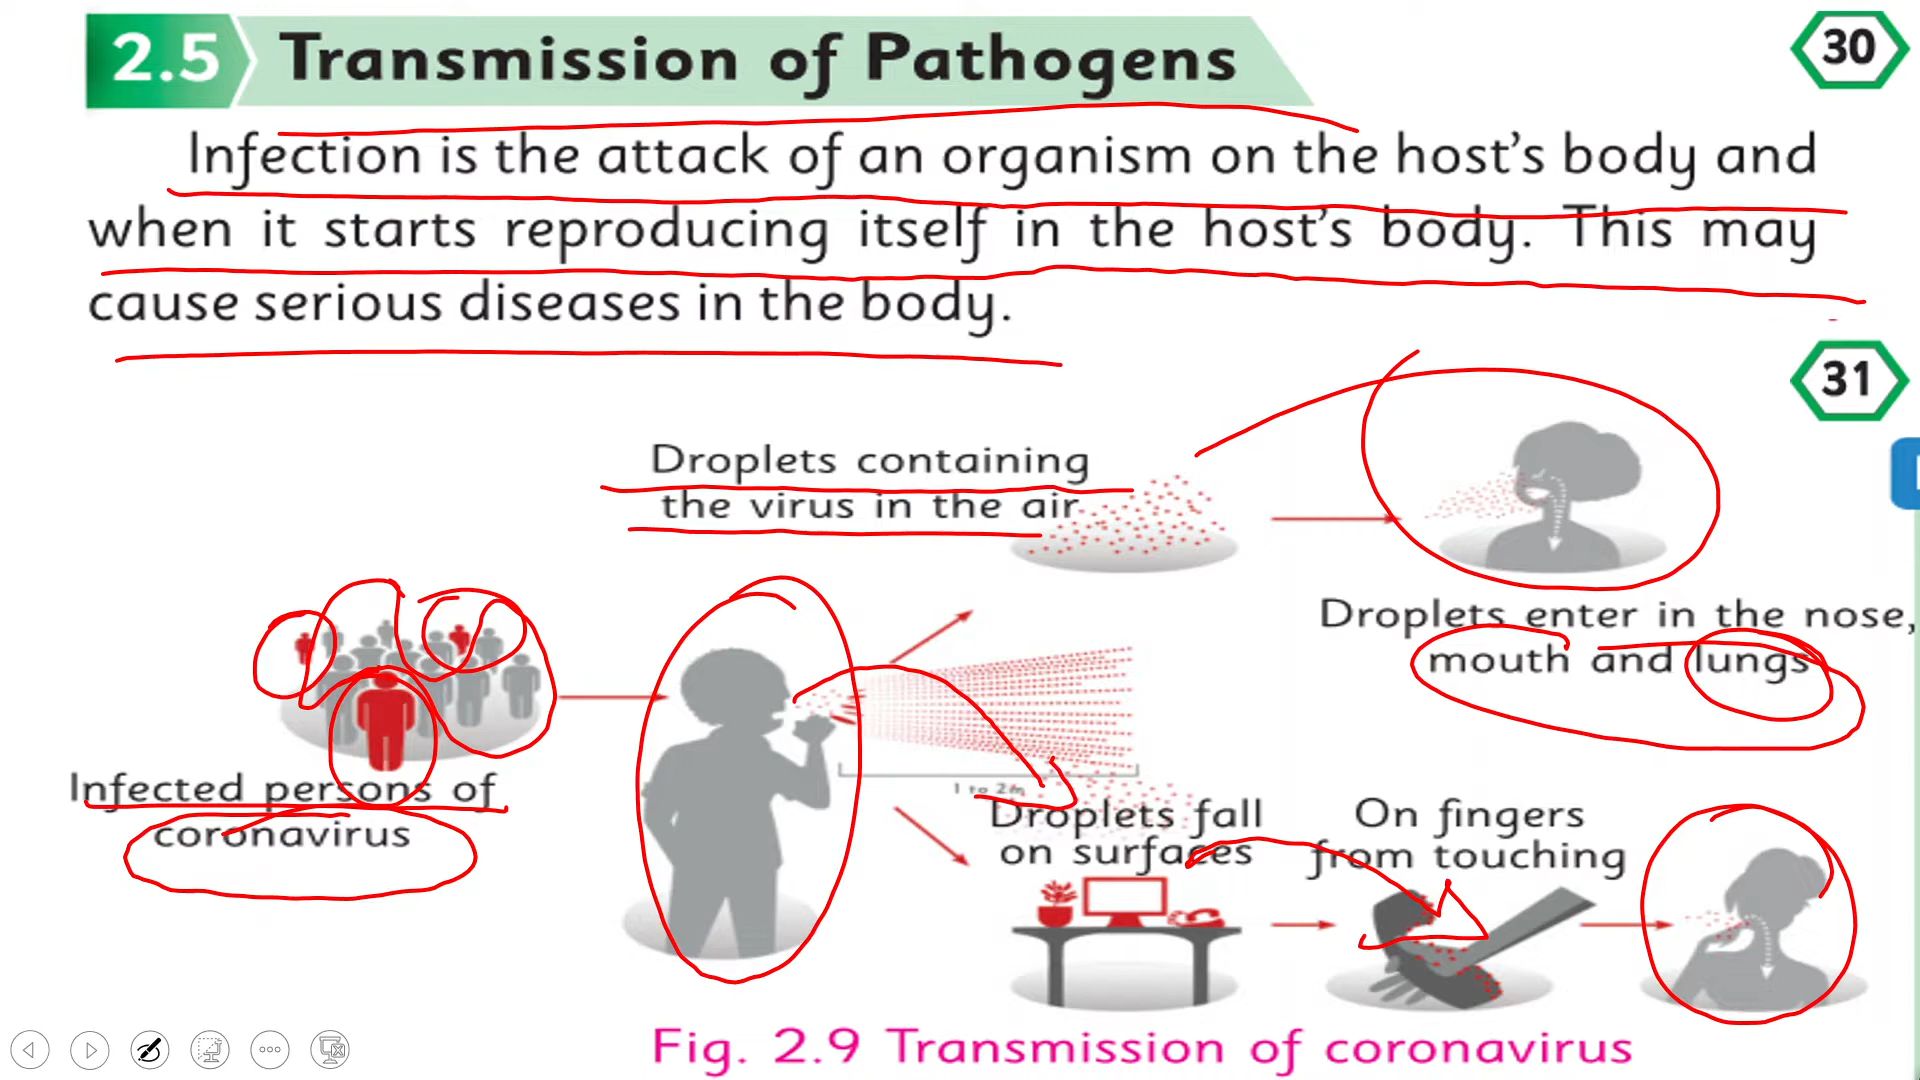 2.5 Transmission of Pathogens
30
Infection is the attack of an organism on the host's body and
when it starts reproducing itself in the host's body. This may
cause serious diseases in the body.
31
Droplets containing
the virus in the air
Droplets enter in the nose,
mouth and lungs
Infected persons of
coronavirus
1 to 2m
Droplets fall
on surfaces
On fingers
from touching
Fig. 2.9 Transmission of coronavirus